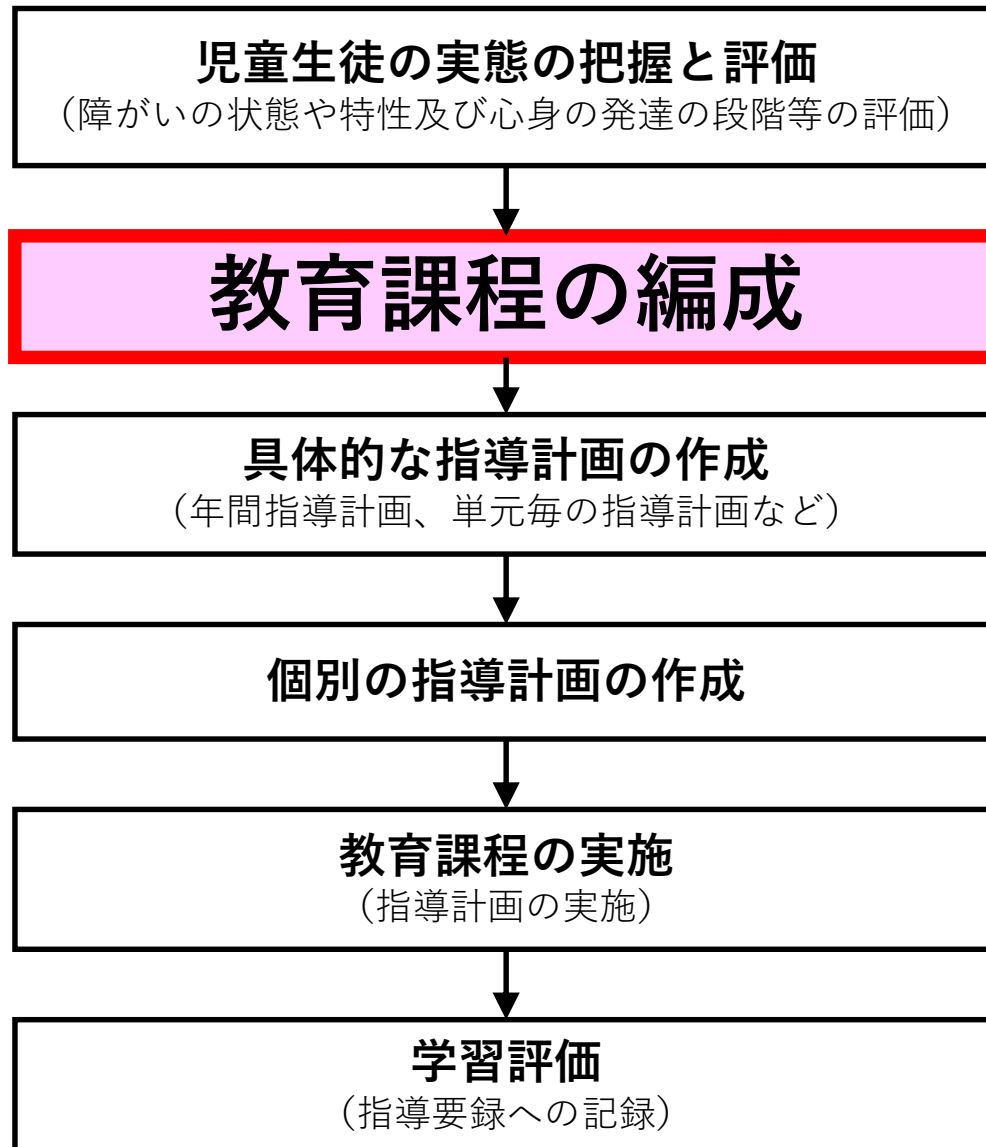 児童生徒の実態の把握と評価
（障がいの状態や特性及び心身の発達の段階等の評価）
教育課程の編成
具体的な指導計画の作成
（年間指導計画、単元毎の指導計画など）
個別の指導計画の作成
教育課程の実施
（指導計画の実施）
学習評価
（指導要録への記録）